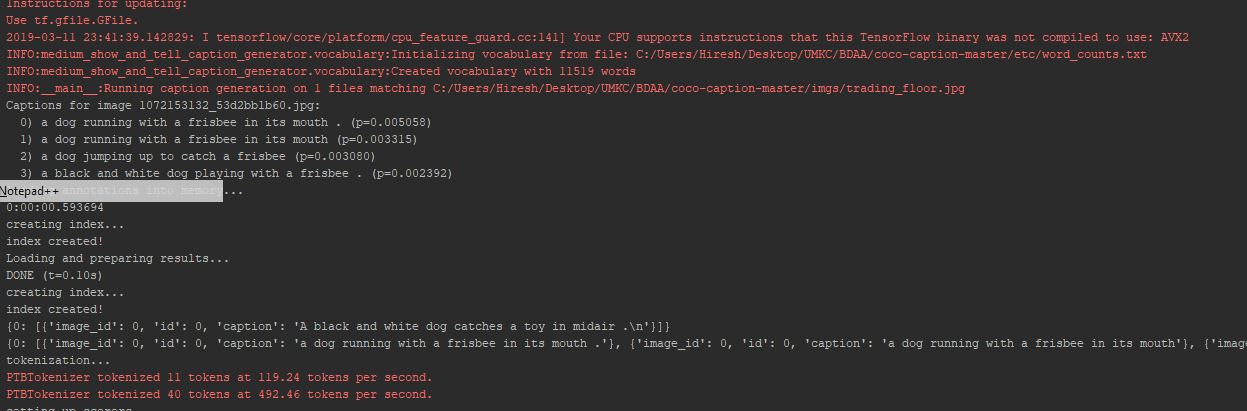 Instructions for updating:
Use tf.gfile.GFile.
2019-03-11 23:41:39.142829: I tensorflow/core/platform/cpu_feature_guard.cc:141] Your CPU supports instructions that this TensorFlow binary was not compiled to use: AVX2
INFO:medium_show_and_tell_caption_generator.vocabulary:Initializing vocabulary from file: C:/Users/Hiresh/Desktop/UMKC/BDAA/coco-caption-master/etc/word_counts.txt
INFO:medium_show_and_tell_caption_generator.vocabulary:Created vocabulary with 11519 words
INFO:__main__:Running caption generation on 1 files matching C:/Users/Hiresh/Desktop/UMKC/BDAA/coco-caption-master/imgs/trading_floor.jpg
Captions for image 1072153132_53d2bb1b60.jpg:
0) a dog running with a frisbee in its mouth . (p=0.005058)
1) a dog running with a frisbee in its mouth (p=0.003315)
2) a dog jumping up to catch a frisbee (p=0.003080)
3) a black and white dog playing with a frisbee . (p=0.002392)
Notepad++ annotations into memory...
0:00:00.593694
creating index...
index created!
Loading and preparing results...
DONE (t=0.10s)
creating index...
index created!
{0: [{'image_id': 0, 'id': 0, 'caption': 'A black and white dog catches a toy in midair .\n'}]}
{0: [{'image_id': 0, 'id': 0, 'caption': 'a dog running with a frisbee in its mouth .'}, {'image_id': 0, 'id': 0, 'caption': 'a dog running with a frisbee in its mouth'}, {'image
tokenization...
PTBTokenizer tokenized 11 tokens at 119.24 tokens per second.
PTBTokenizer tokenized 40 tokens at 492.46 tokens per second.
setting up scorers